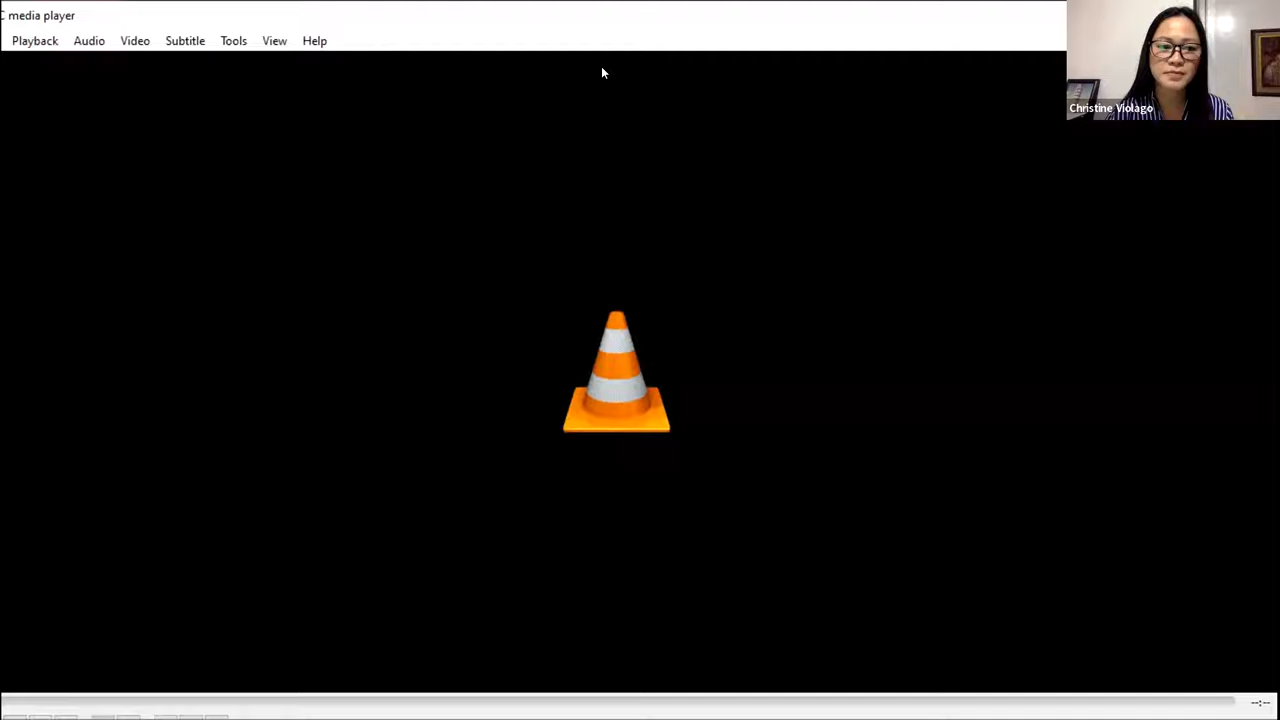 C media player
Playback Audio Video Subtitle Tools View Help
Christine Violago
--:--